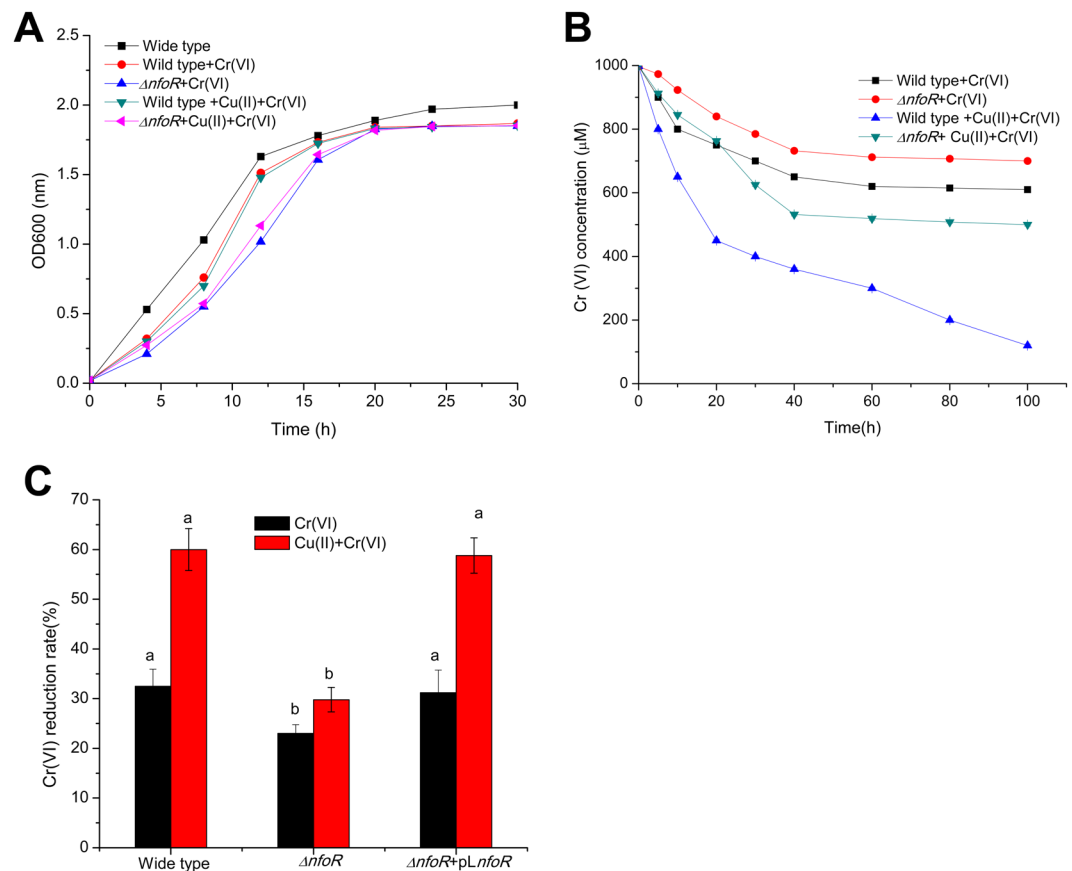 A
2.5
2.0
1.5
1.0
0.5
0.0
OD600 (nm)
Wide type
Wild type+Cr(VI)
ΔnfoR+Cr(VI)
Wild type +Cu(II)+Cr(VI)
ΔnfoR+Cu(II)+Cr(VI)
0 5 10 15 20 25 30
Time (h)
B
1000
800
600
400
200
0
Cr (VI) concentration (μM)
Wild type+Cr(VI)
ΔnfoR+Cr(VI)
Wild type +Cu(II)+Cr(VI)
ΔnfoR+ Cu(II)+Cr(VI)
0 20 40 60 80 100
Time(h)
C
70
60
50
40
30
20
10
0
Cr(VI) reduction rate(%)
Cr(VI)
Cu(II)+Cr(VI)
a a b b a a
Wide type ΔnfoR ΔnfoR+pLnfoR